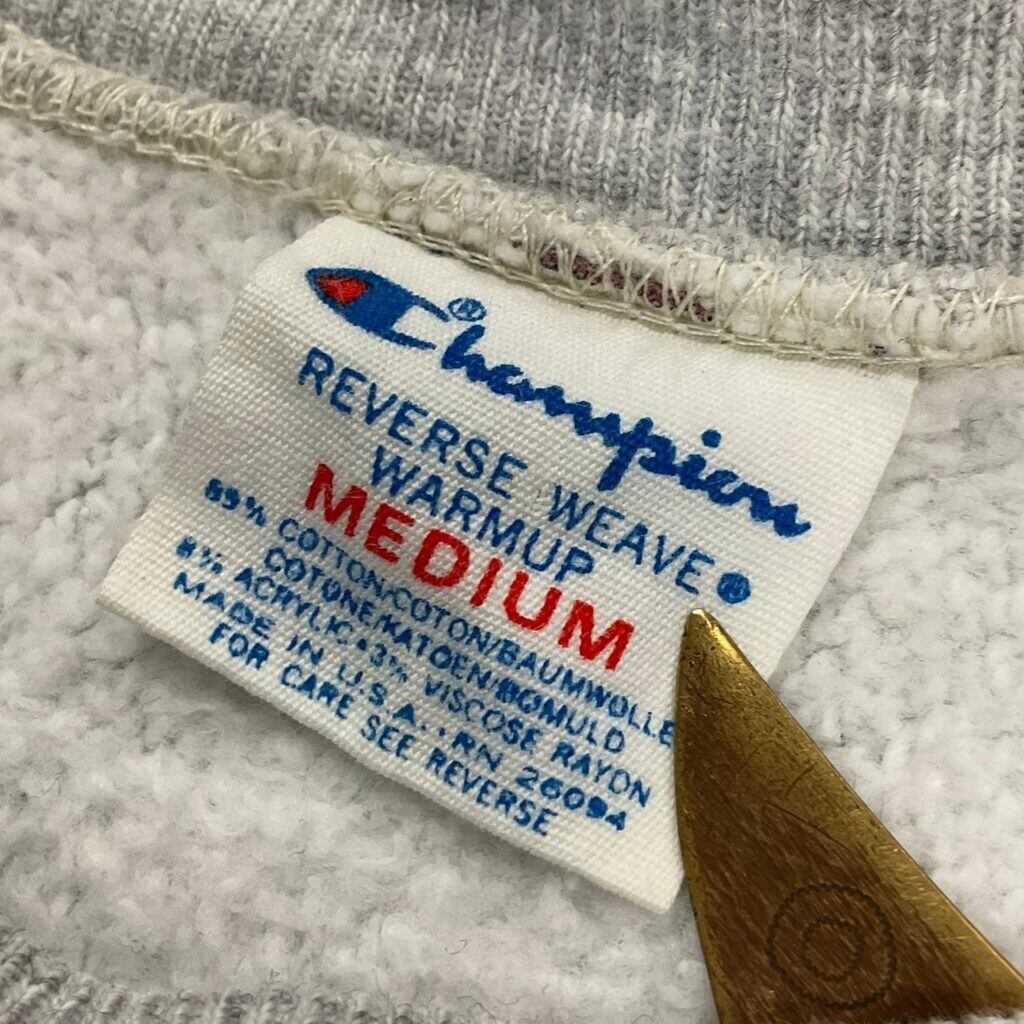 Champion®
REVERSE WEAVE®
WARMUP
MEDIUM
89% COTTON/COTON/BAUMWOLLE
COTONE/KATOEN/BOMULD
8% ACRYLIC • 3% VISCOSE RAYON
MADE IN U.S.A. RN 26094
FOR CARE SEE REVERSE